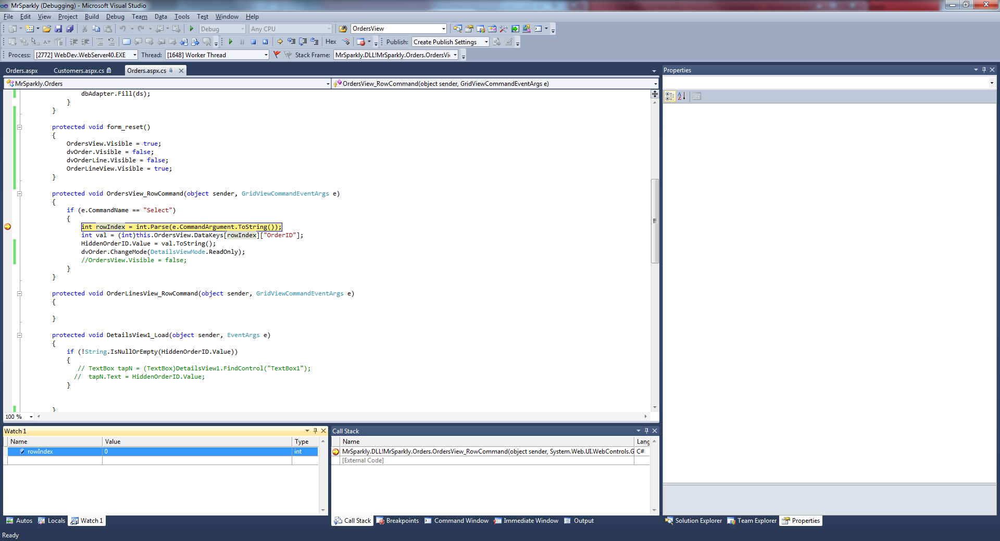 MrSparkly (Debugging) - Microsoft Visual Studio
File Edit View Project Build Debug Team Data Tools Test Window Help
Debug Any CPU OrdersView
Hex Publish: Create Publish Settings
Process: [2772] WebDev.WebServer40.EXE Thread: [1648] Worker Thread Stack Frame: MrSparkly.DLL!MrSparkly.Orders.OrdersVi
Orders.aspx Customers.aspx.cs Orders.aspx.cs
MrSparkly.Orders OrdersView_RowCommand(object sender, GridViewCommandEventArgs e)
dbAdapter.Fill(ds);
}
}
protected void form_reset()
{
OrdersView.Visible = true;
dvOrder.Visible = false;
dvOrderLine.Visible = false;
OrderLineView.Visible = true;
}
protected void OrdersView_RowCommand(object sender, GridViewCommandEventArgs e)
{
if (e.CommandName == "Select")
{
int rowIndex = int.Parse(e.CommandArgument.ToString());
int val = (int)this.OrdersView.DataKeys[rowIndex]["OrderID"];
HiddenOrderID.Value = val.ToString();
dvOrder.ChangeMode(DetailsViewMode.ReadOnly);
//OrdersView.Visible = false;
}
}
protected void OrderLinesView_RowCommand(object sender, GridViewCommandEventArgs e)
{
}
protected void DetailsView1_Load(object sender, EventArgs e)
{
if (!String.IsNullOrEmpty(HiddenOrderID.Value))
{
// TextBox tapN = (TextBox)DetailsView1.FindControl("TextBox1");
// tapN.Text = HiddenOrderID.Value;
}
}
100 %
Watch 1
Name Value Type
rowIndex 0 int
Autos Locals Watch 1
Call Stack
Name Lang
MrSparkly.DLL!MrSparkly.Orders.OrdersView_RowCommand(object sender, System.Web.UI.WebControls.G C#
[External Code]
Call Stack Breakpoints Command Window Immediate Window Output
Properties
Solution Explorer Team Explorer Properties
Ready